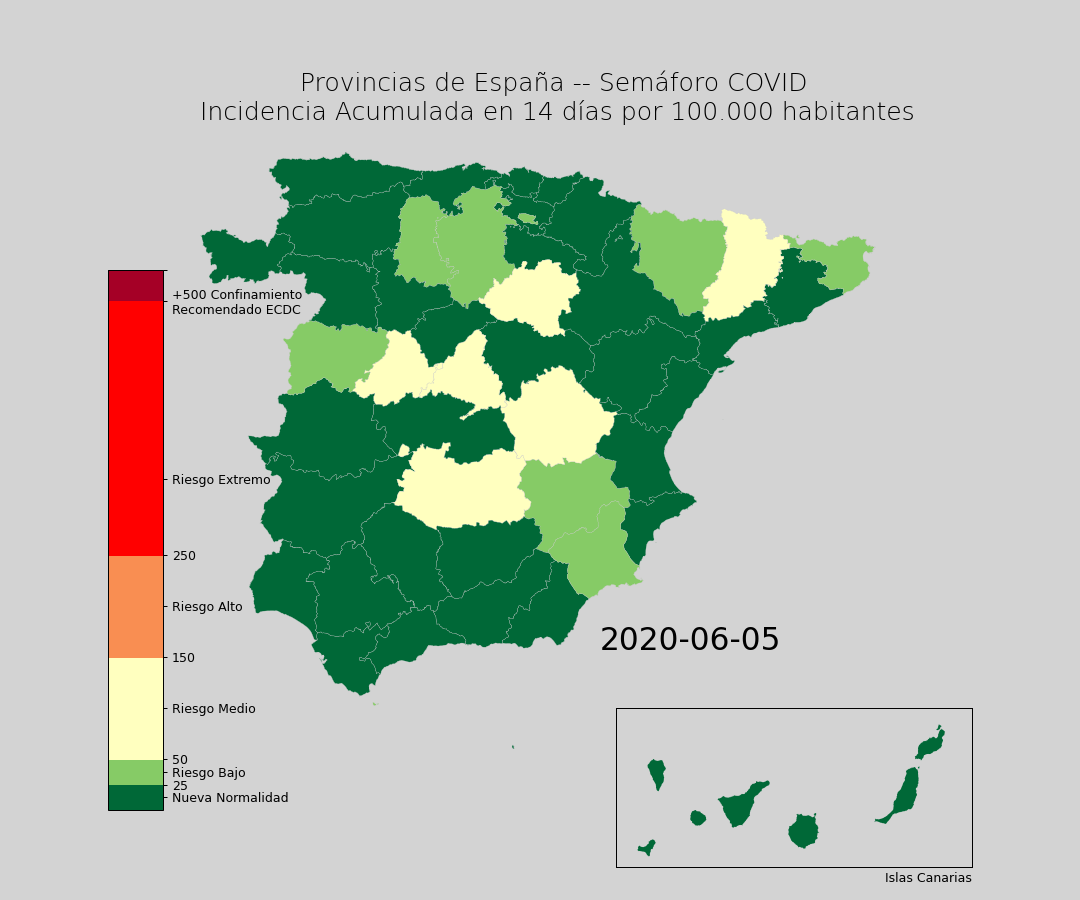 Provincias de España -- Semáforo COVID
Incidencia Acumulada en 14 días por 100.000 habitantes
+500 Confinamiento
Recomendado ECDC
Riesgo Extremo
250
Riesgo Alto
150
Riesgo Medio
50
Riesgo Bajo
25
Nueva Normalidad
2020-06-05
Islas Canarias